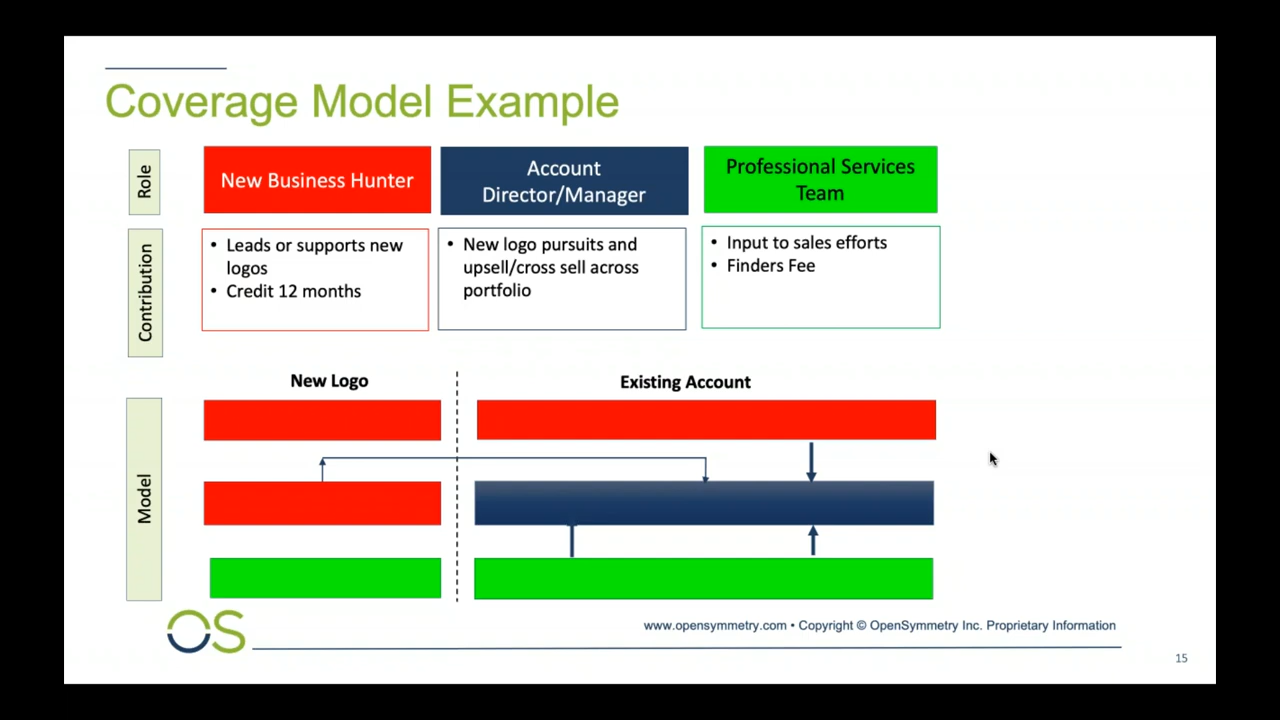 Coverage Model Example
Role
New Business Hunter
Account
Director/Manager
Professional Services
Team
Contribution
• Leads or supports new
logos
• Credit 12 months
• New logo pursuits and
upsell/cross sell across
portfolio
• Input to sales efforts
• Finders Fee
New Logo
Existing Account
Model
OS
www.opensymmetry.com • Copyright © OpenSymmetry Inc. Proprietary Information
15